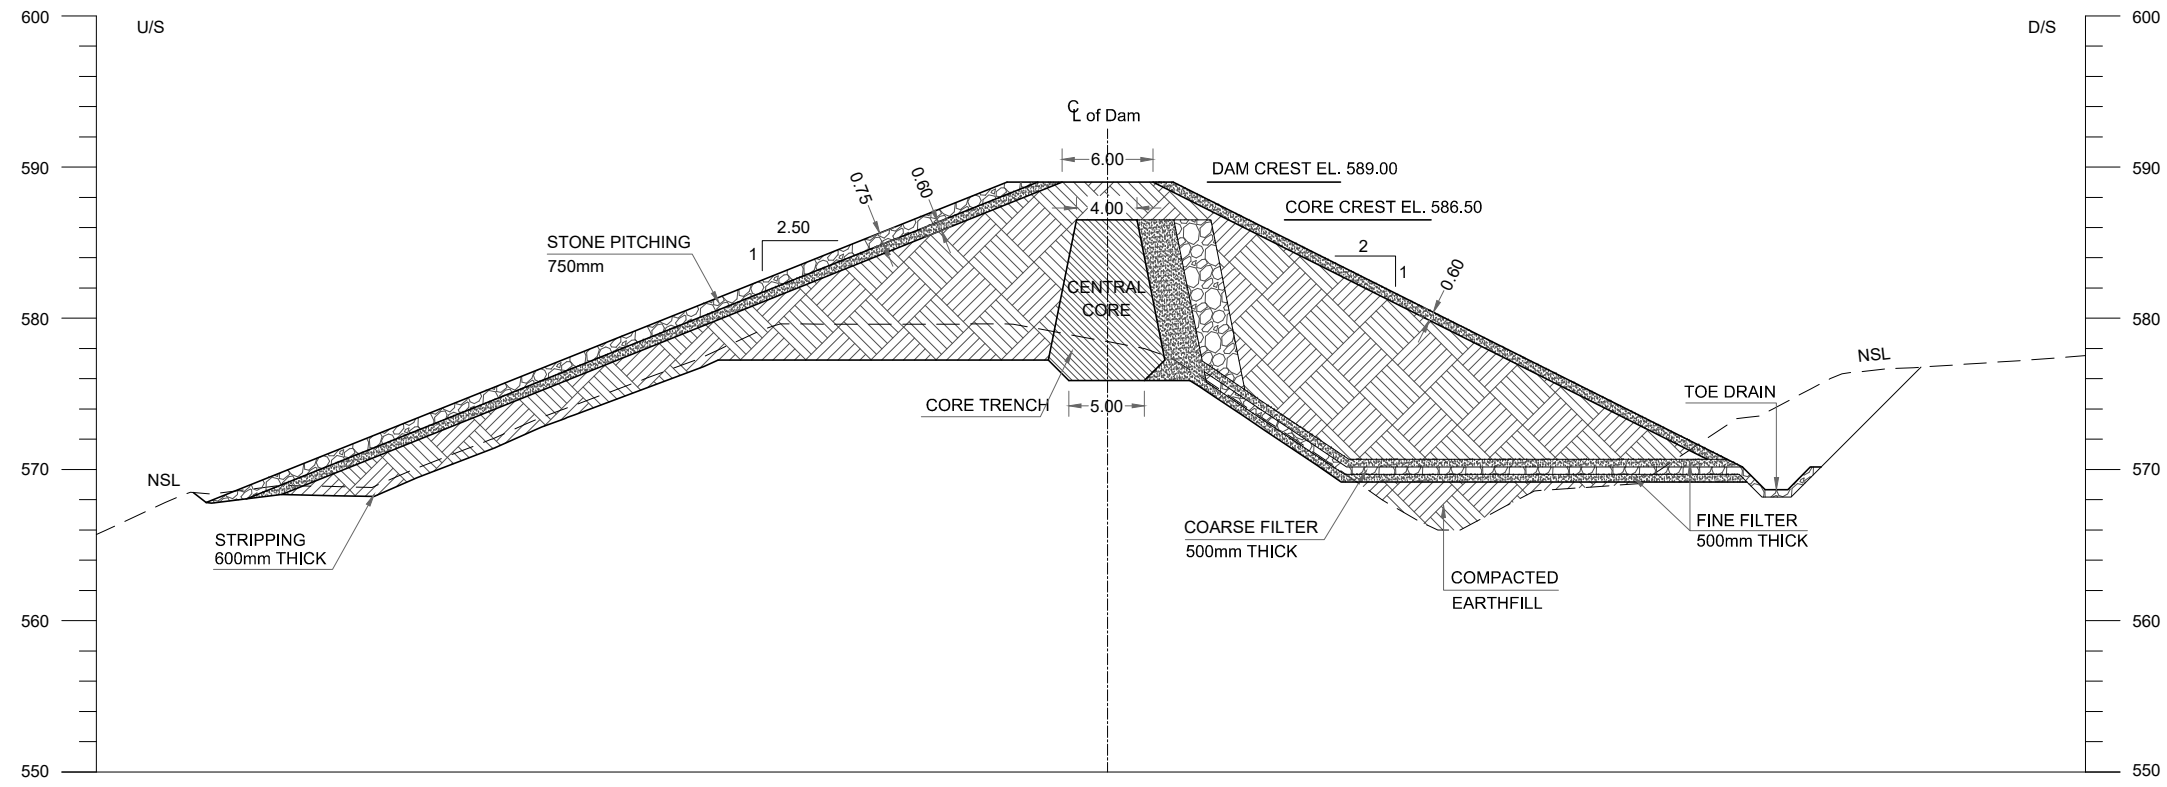 600
U/S
D/S
600
℄ of Dam
590
6.00
DAM CREST EL. 589.00
590
0.75
0.60
4.00
CORE CREST EL. 586.50
STONE PITCHING
750mm
2.50
1
2
1
0.60
CENTRAL
CORE
580
580
NSL
TOE DRAIN
CORE TRENCH
5.00
570
NSL
570
STRIPPING
600mm THICK
COARSE FILTER
500mm THICK
FINE FILTER
500mm THICK
COMPACTED
EARTHFILL
560
560
550
550